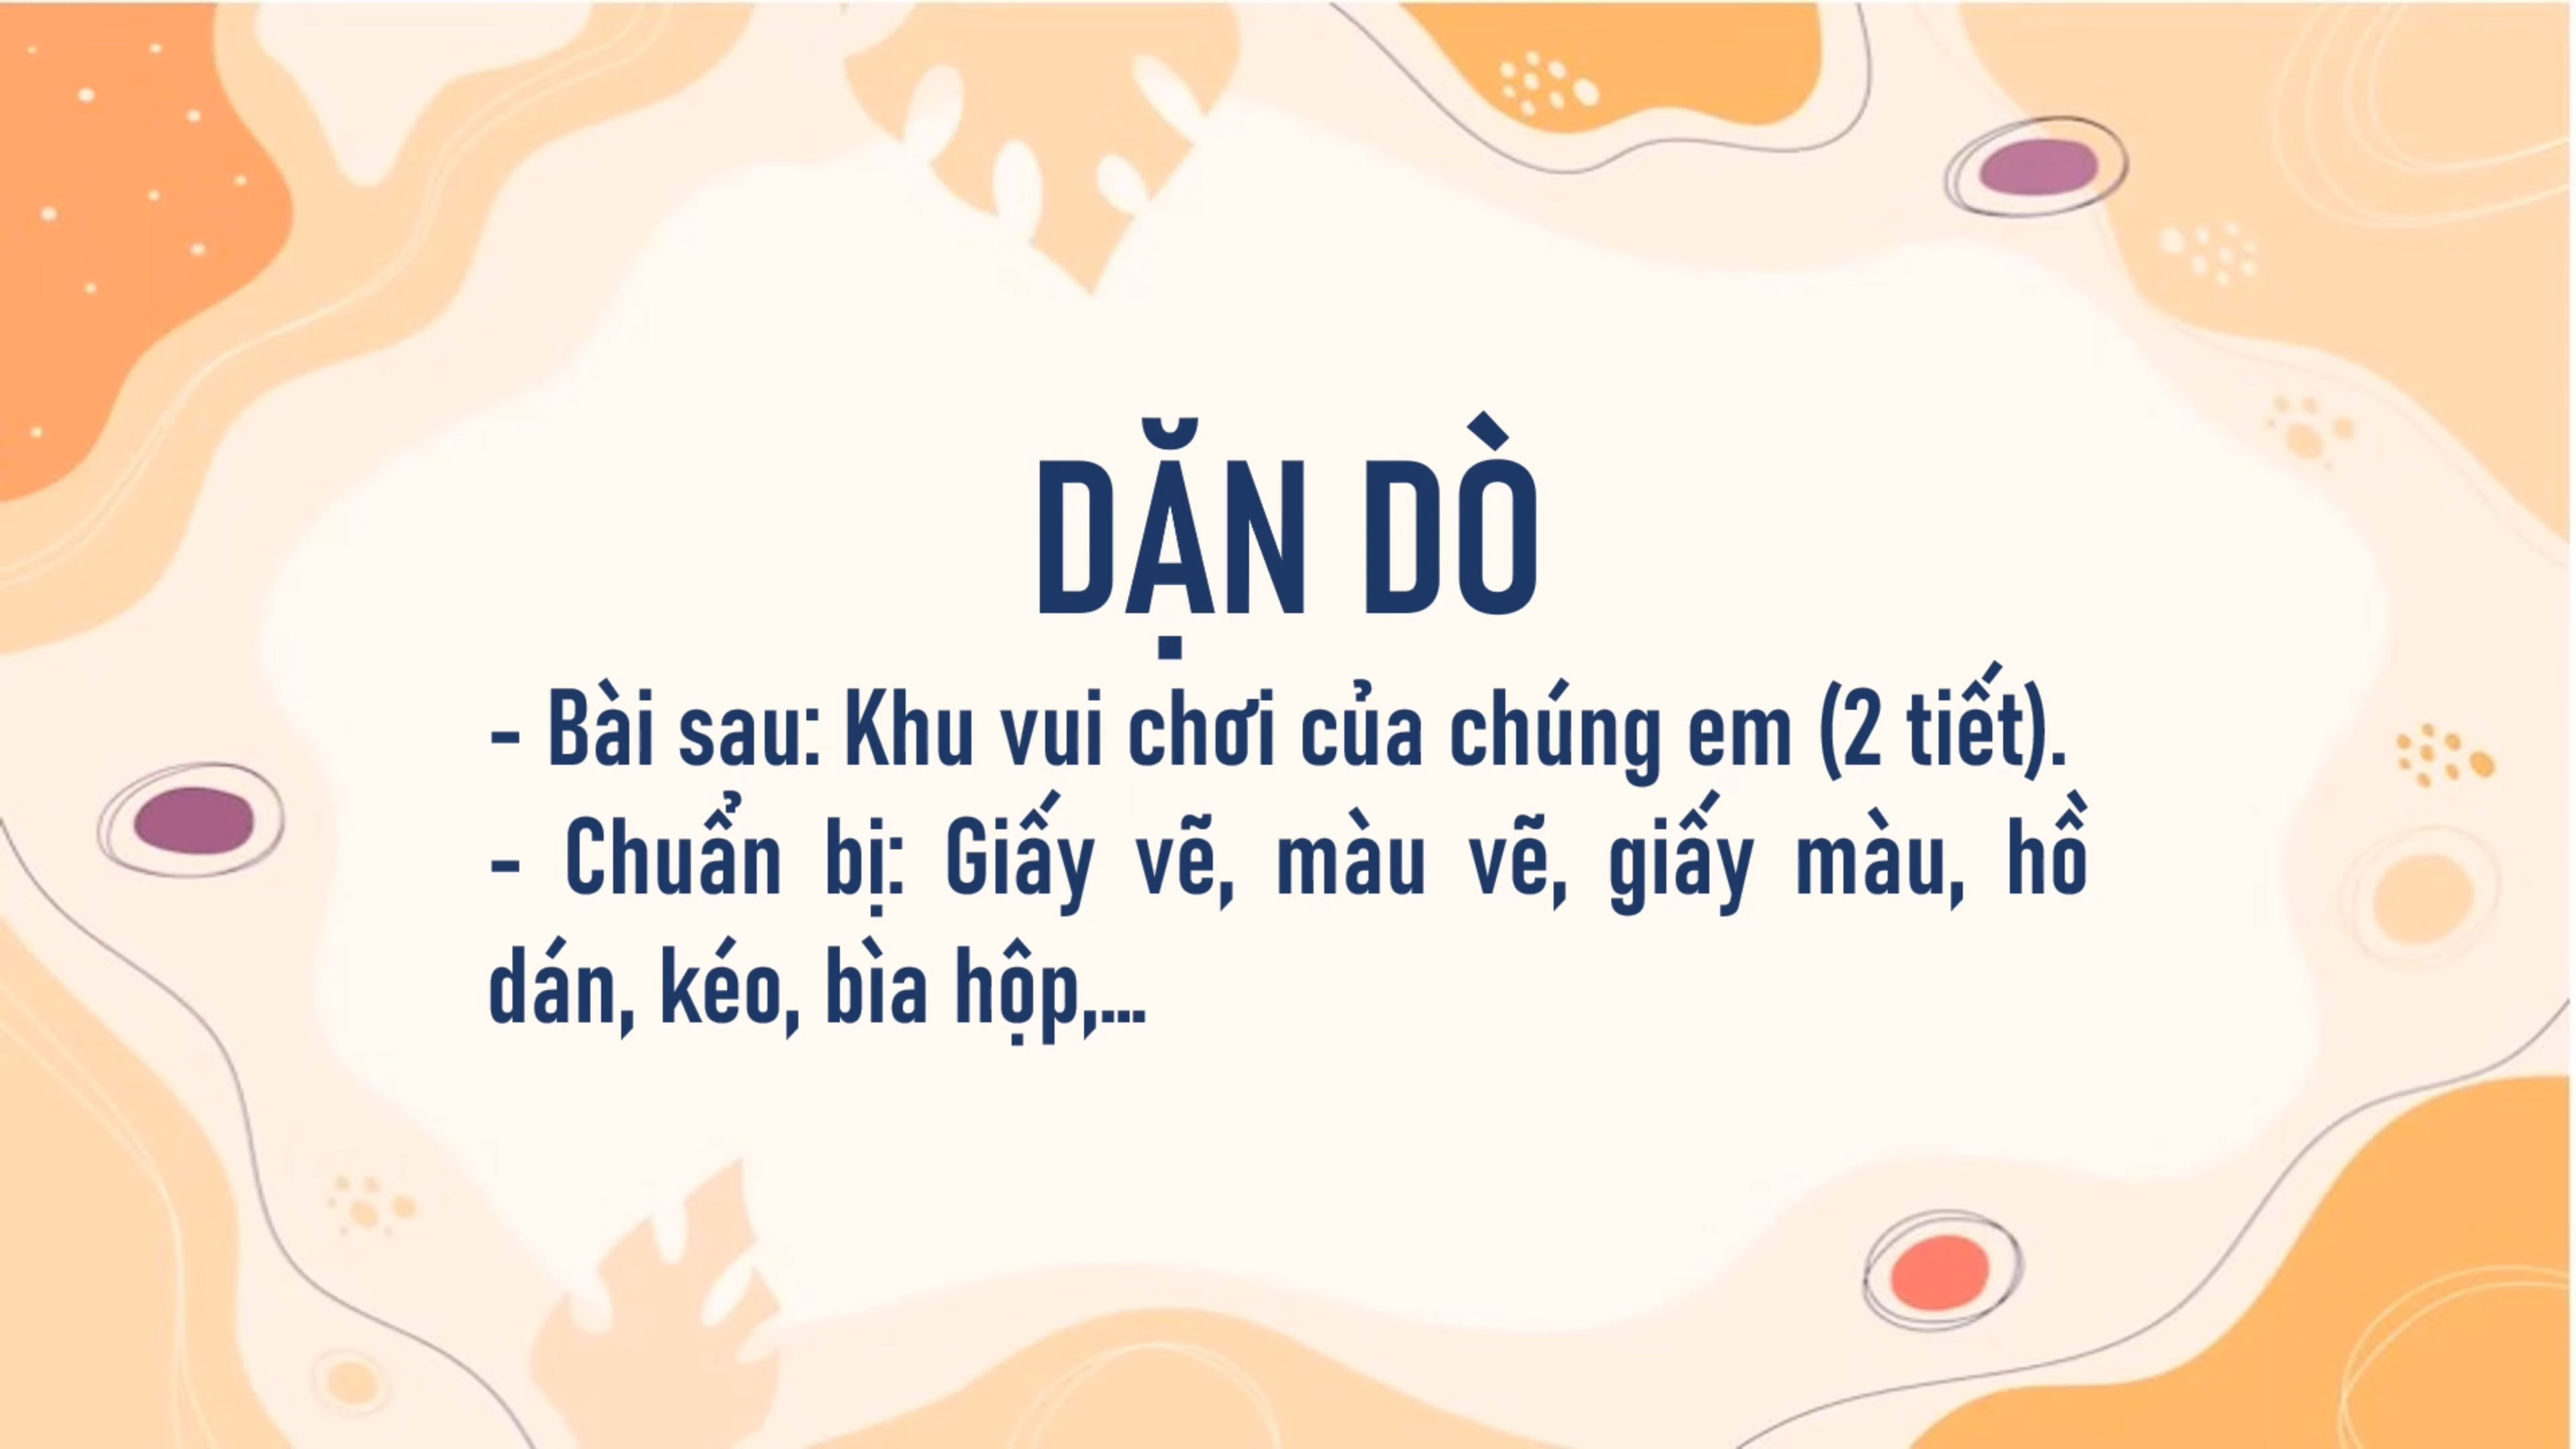 DẶN DÒ
- Bài sau: Khu vui chơi của chúng em (2 tiết).
- Chuẩn bị: Giấy vẽ, màu vẽ, giấy màu, hồ
dán, kéo, bìa hộp,...